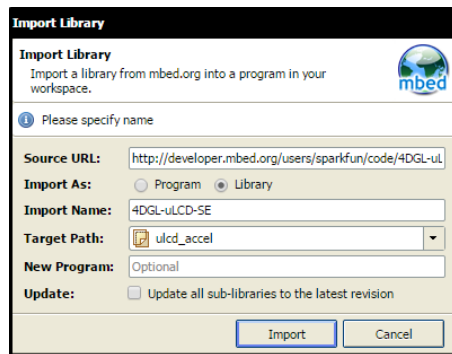 Import Library
Import Library
Import a library from mbed.org into a program in your
workspace.
mbed
Please specify name
Source URL: http://developer.mbed.org/users/sparkfun/code/4DGL-uL
Import As: Program Library
Import Name: 4DGL-uLCD-SE
Target Path: ulcd_accel
New Program: Optional
Update: Update all sub-libraries to the latest revision
Import Cancel